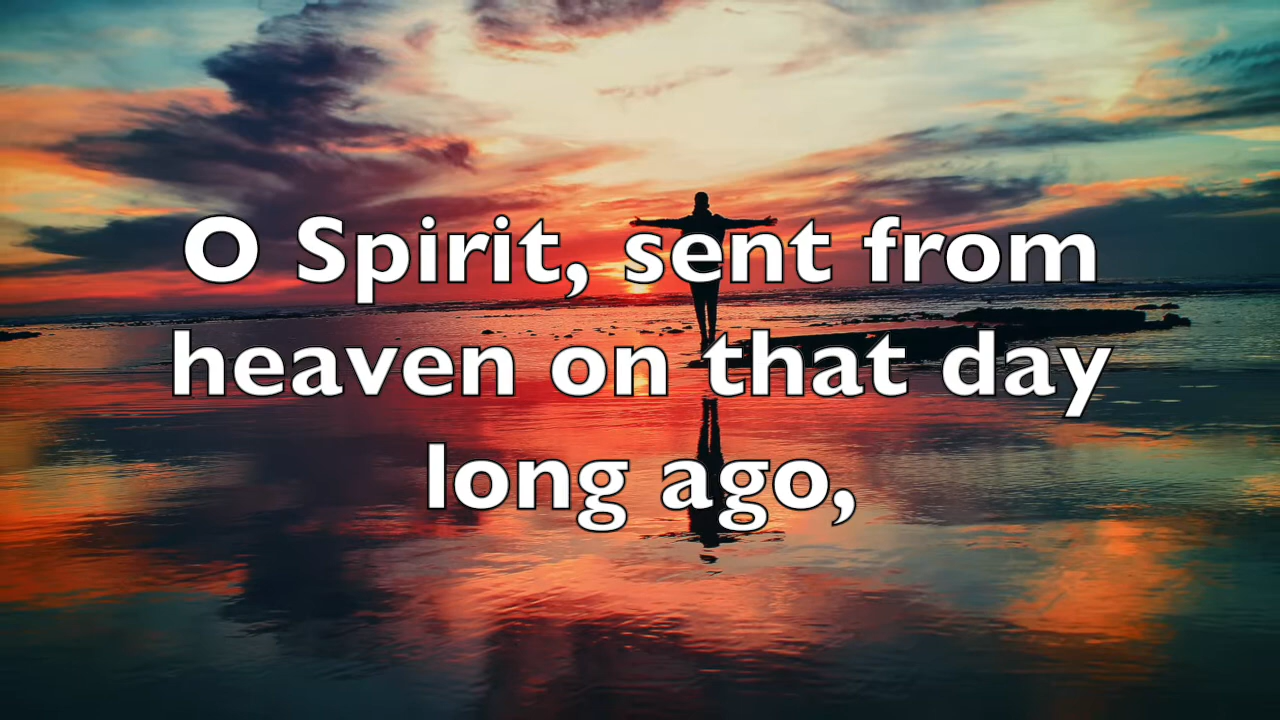 O Spirit, sent from
heaven on that day
long ago,